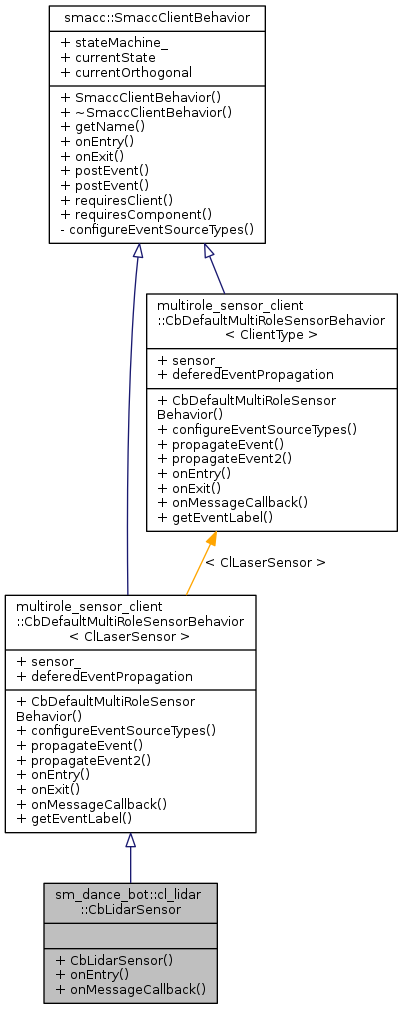 smacc::SmaccClientBehavior
+ stateMachine_
+ currentState
+ currentOrthogonal
+ SmaccClientBehavior()
+ ~SmaccClientBehavior()
+ getName()
+ onEntry()
+ onExit()
+ postEvent()
+ postEvent()
+ requiresClient()
+ requiresComponent()
- configureEventSourceTypes()
multirole_sensor_client
::CbDefaultMultiRoleSensorBehavior
< ClientType >
+ sensor_
+ deferedEventPropagation
+ CbDefaultMultiRoleSensor
Behavior()
+ configureEventSourceTypes()
+ propagateEvent()
+ propagateEvent2()
+ onEntry()
+ onExit()
+ onMessageCallback()
+ getEventLabel()
< ClLaserSensor >
multirole_sensor_client
::CbDefaultMultiRoleSensorBehavior
< ClLaserSensor >
+ sensor_
+ deferedEventPropagation
+ CbDefaultMultiRoleSensor
Behavior()
+ configureEventSourceTypes()
+ propagateEvent()
+ propagateEvent2()
+ onEntry()
+ onExit()
+ onMessageCallback()
+ getEventLabel()
sm_dance_bot::cl_lidar
::CbLidarSensor
+ CbLidarSensor()
+ onEntry()
+ onMessageCallback()